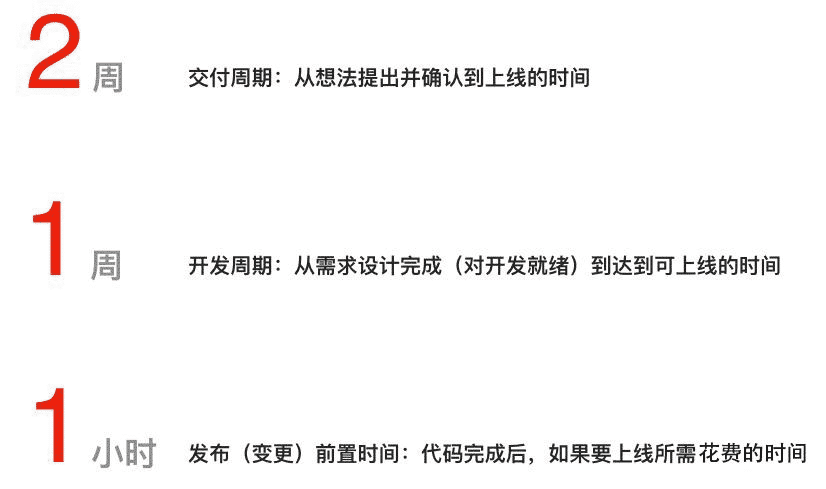 2 周 交付周期：从想法提出并确认到上线的时间
1 周 开发周期：从需求设计完成（对开发就绪）到达到可上线的时间
1 小时 发布（变更）前置时间：代码完成后，如果要上线所需花费的时间